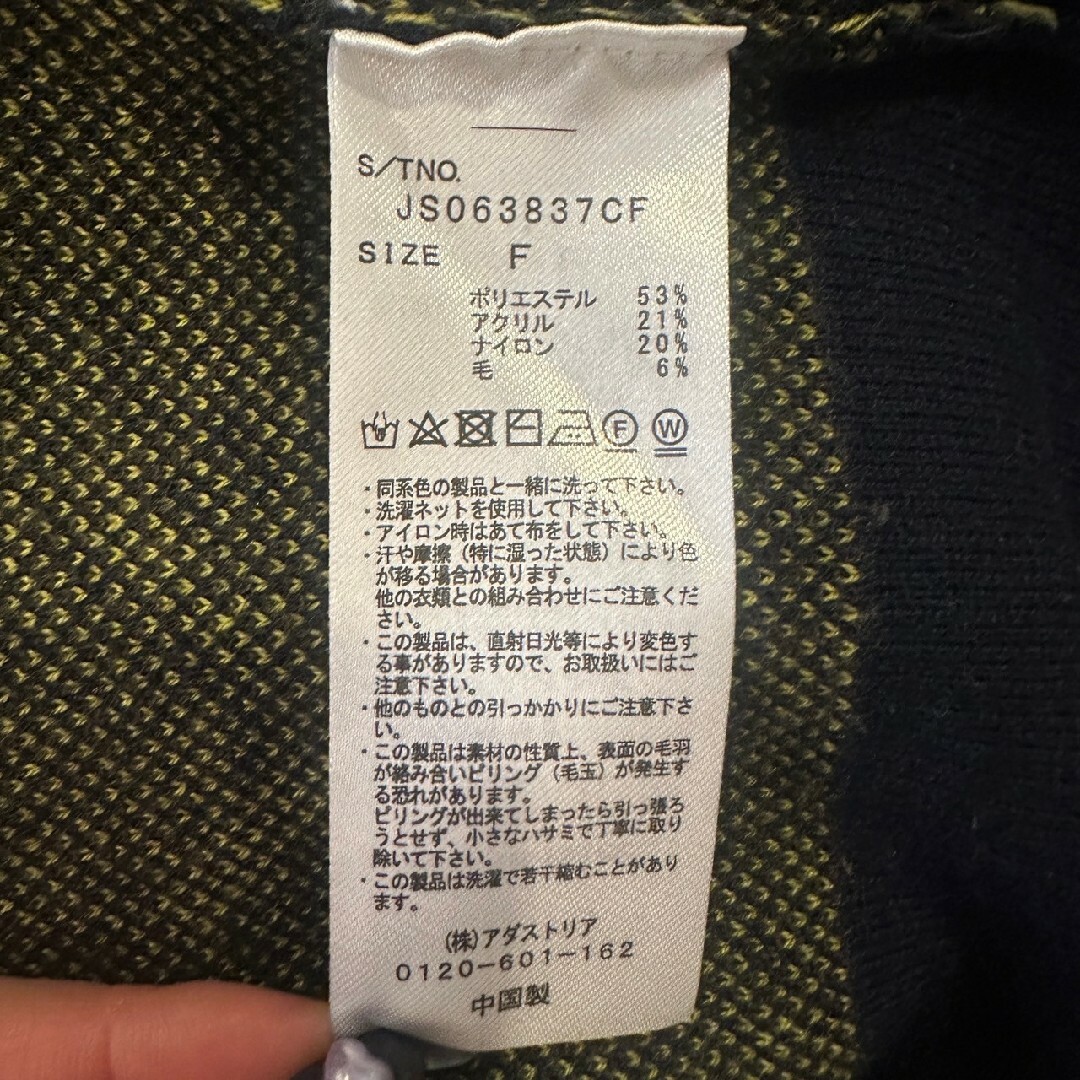 S/TNO.
JS063837CF
SIZE F
ポリエステル 53%
アクリル 21%
ナイロン 20%
毛 6%
F W
・同系色の製品と一緒に洗って下さい。
・洗濯ネットを使用して下さい。
・アイロン時はあて布をして下さい。
・汗や摩擦（特に湿った状態）により色
が移る場合があります。
他の衣類との組み合わせにご注意くだ
さい。
・この製品は、直射日光等により変色す
る事がありますので、お取扱いにはご
注意下さい。
・他のものとの引っかかりにご注意下さ
い。
・この製品は素材の性質上、表面の毛羽
が絡み合いピリング（毛玉）が発生す
る恐れがあります。
ピリングが出来てしまったら引っ張ろ
うとせず、小さなハサミで丁寧に取り
除いて下さい。
・この製品は洗濯で若干縮むことがあり
ます。
(株)アダストリア
0120-601-162
中国製